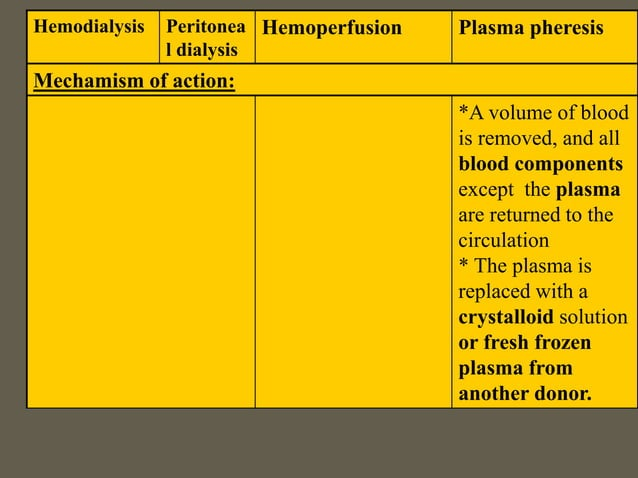 Hemodialysis
Peritonea
l dialysis
Hemoperfusion
Plasma pheresis
Mechamism of action:
*A volume of blood
is removed, and all
blood components
except the plasma
are returned to the
circulation
* The plasma is
replaced with a
crystalloid solution
or fresh frozen
plasma from
another donor.